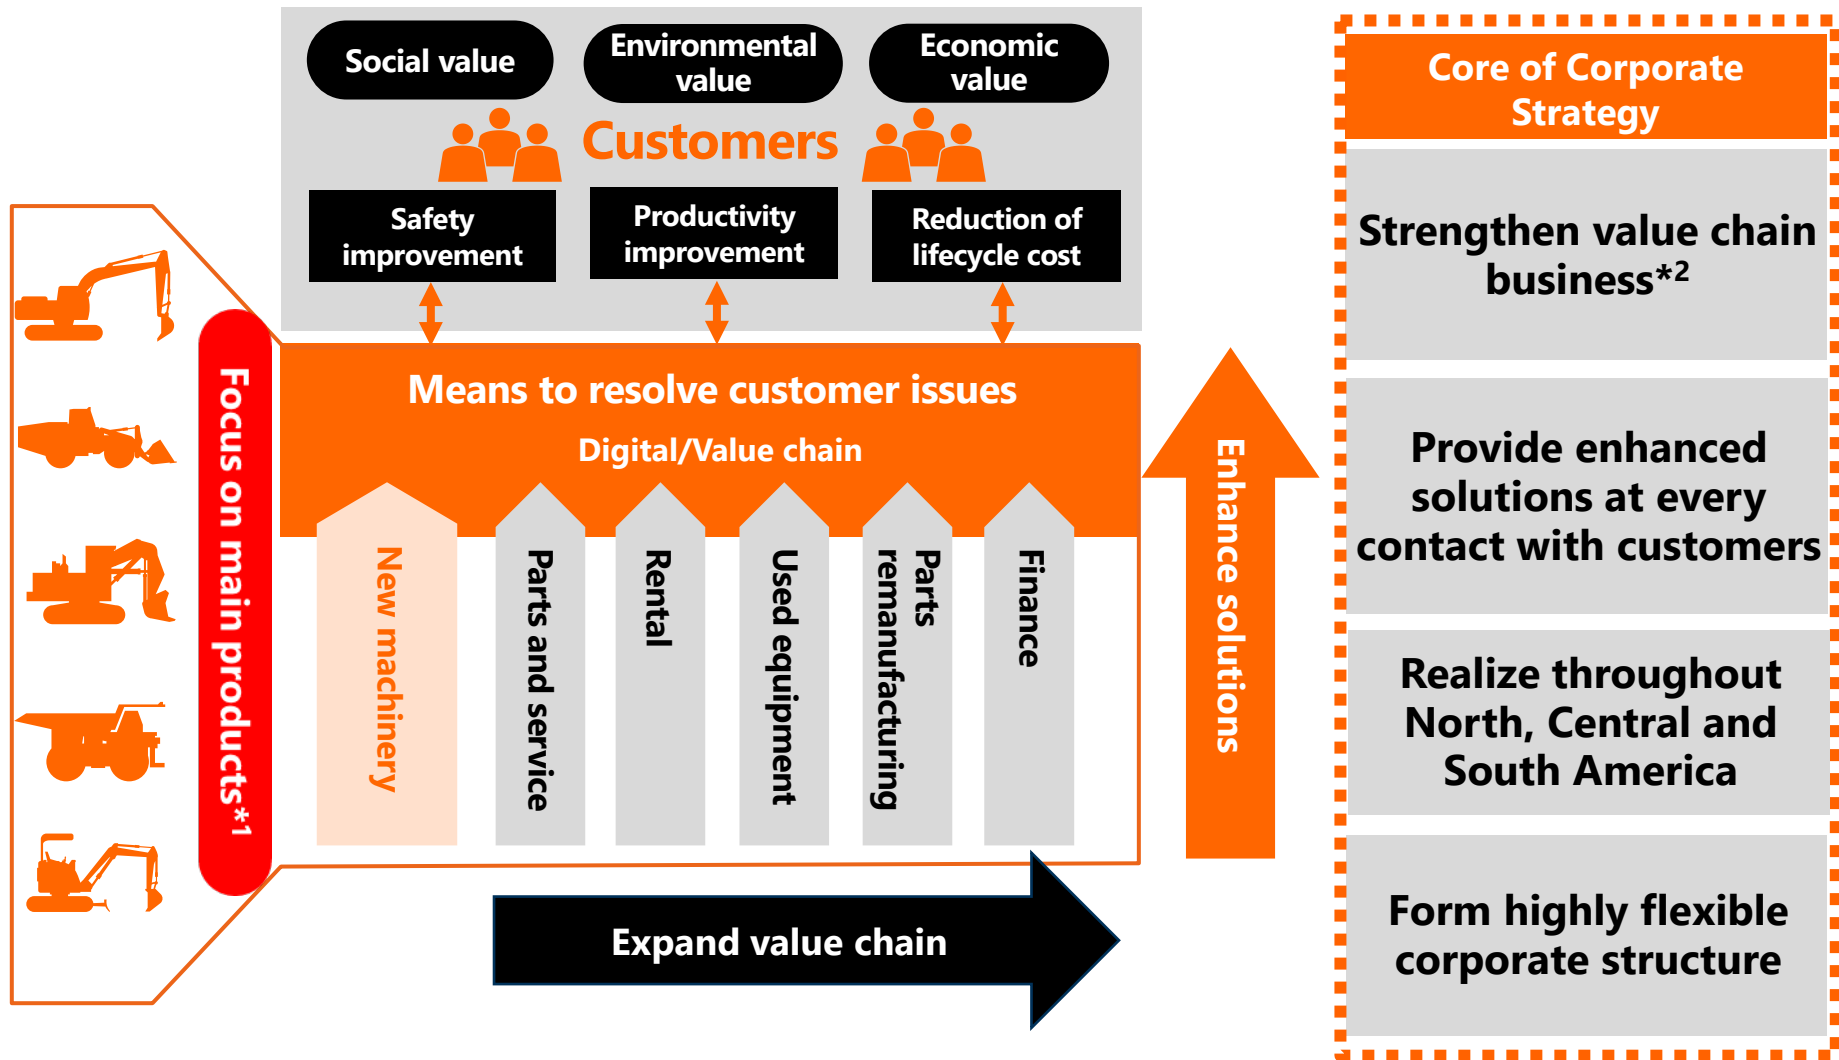 Social value
Environmental
value
Economic
value
Customers
Safety
improvement
Productivity
improvement
Reduction of
lifecycle cost
Focus on main products*1
Means to resolve customer issues
Digital/Value chain
New machinery
Parts and service
Rental
Used equipment
Parts
remanufacturing
Finance
Expand value chain
Enhance solutions
Core of Corporate
Strategy
Strengthen value chain
business*2
Provide enhanced
solutions at every
contact with customers
Realize throughout
North, Central and
South America
Form highly flexible
corporate structure